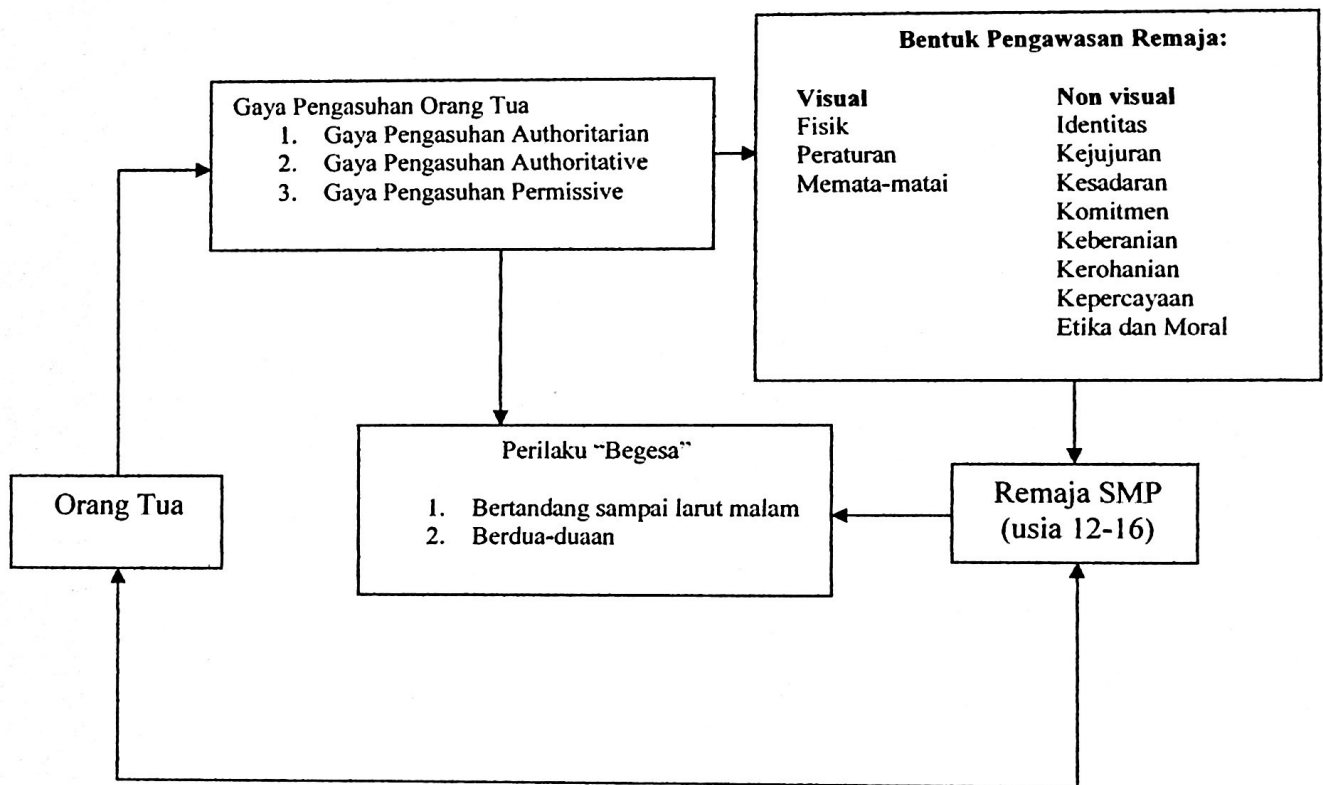 Bentuk Pengawasan Remaja:
Visual
Fisik
Peraturan
Memata-matai
Non visual
Identitas
Kejujuran
Kesadaran
Komitmen
Keberanian
Kerohanian
Kepercayaan
Etika dan Moral
Gaya Pengasuhan Orang Tua
1. Gaya Pengasuhan Authoritarian
2. Gaya Pengasuhan Authoritative
3. Gaya Pengasuhan Permissive
Perilaku "Begesa"
1. Bertandang sampai larut malam
2. Berdua-duaan
Orang Tua
Remaja SMP
(usia 12-16)